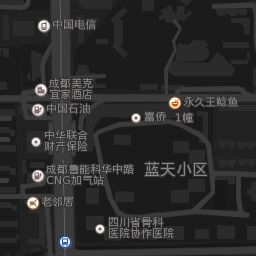 中国电信
成都美克
宜家酒店
永久王鲶鱼
中国石油
富侨
1幢
中华联合
财产保险
成都鲁能科华中路
CNG加气站
蓝天小区
老邻居
四川省骨科
医院协作医院